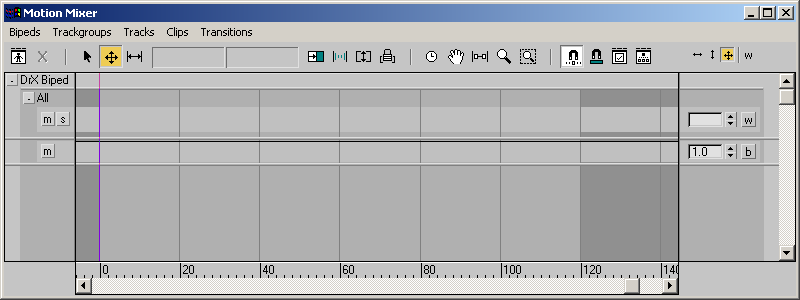 Motion Mixer
Bipeds Trackgroups Tracks Clips Transitions
w
DrX Biped
All
m s w
m 1.0 b
0 20 40 60 80 100 120 140